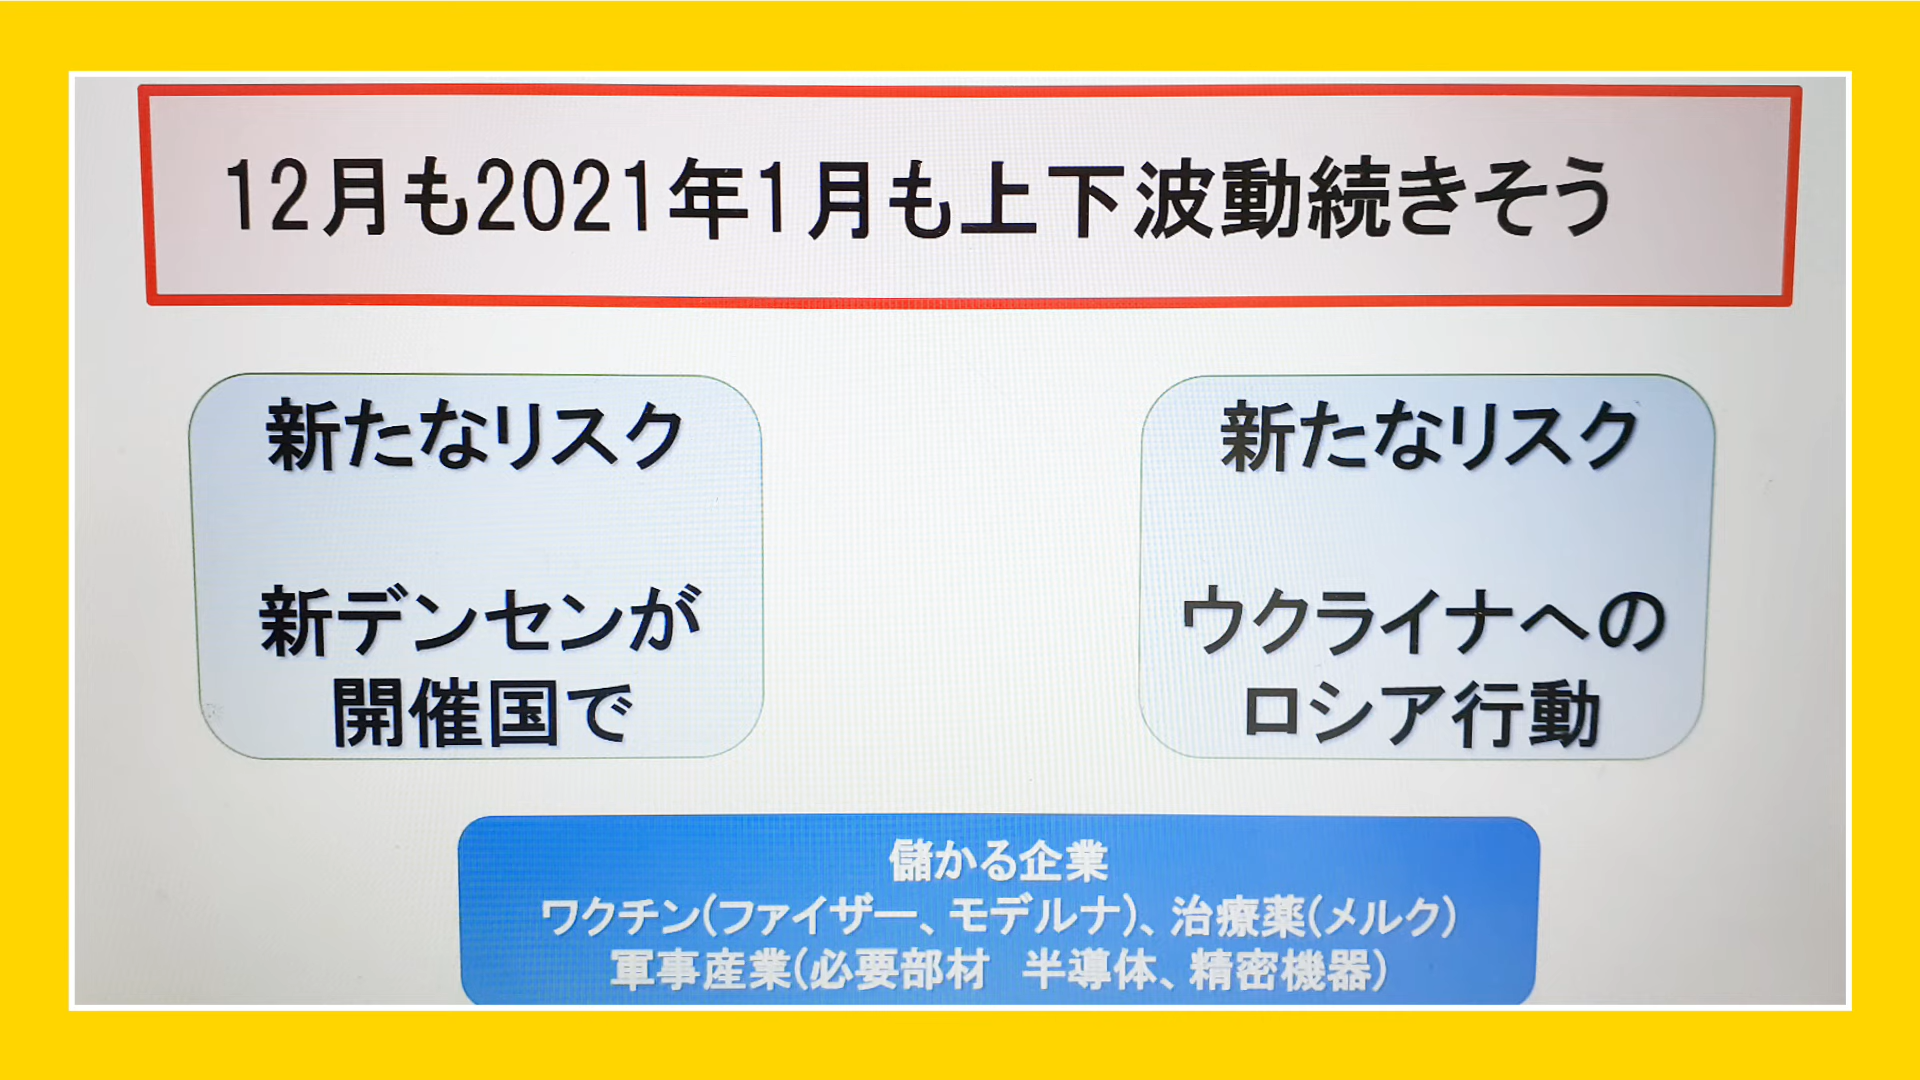 12月も2021年1月も上下波動続きそう
新たなリスク
新デンセンが
開催国で
新たなリスク
ウクライナへの
ロシア行動
儲かる企業
ワクチン(ファイザー、モデルナ)、治療薬(メルク)
軍事産業(必要部材　半導体、精密機器)